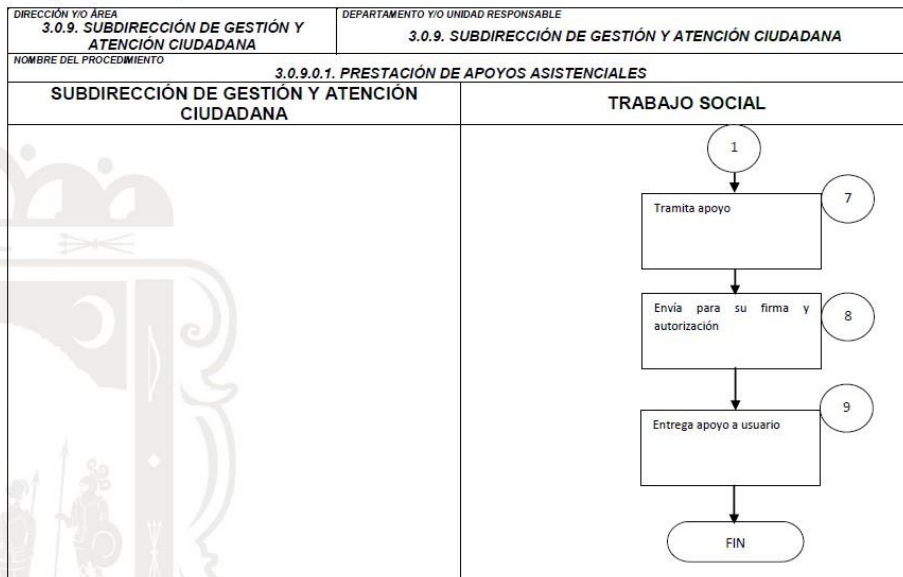 DIRECCIÓN Y/O ÁREA
3.0.9. SUBDIRECCIÓN DE GESTIÓN Y
ATENCIÓN CIUDADANA
DEPARTAMENTO Y/O UNIDAD RESPONSABLE
3.0.9. SUBDIRECCIÓN DE GESTIÓN Y ATENCIÓN CIUDADANA
NOMBRE DEL PROCEDIMIENTO
3.0.9.0.1. PRESTACIÓN DE APOYOS ASISTENCIALES
SUBDIRECCIÓN DE GESTIÓN Y ATENCIÓN
CIUDADANA
TRABAJO SOCIAL
1
7
Tramita apoyo
Envía para su firma y
autorización
8
9
Entrega apoyo a usuario
FIN